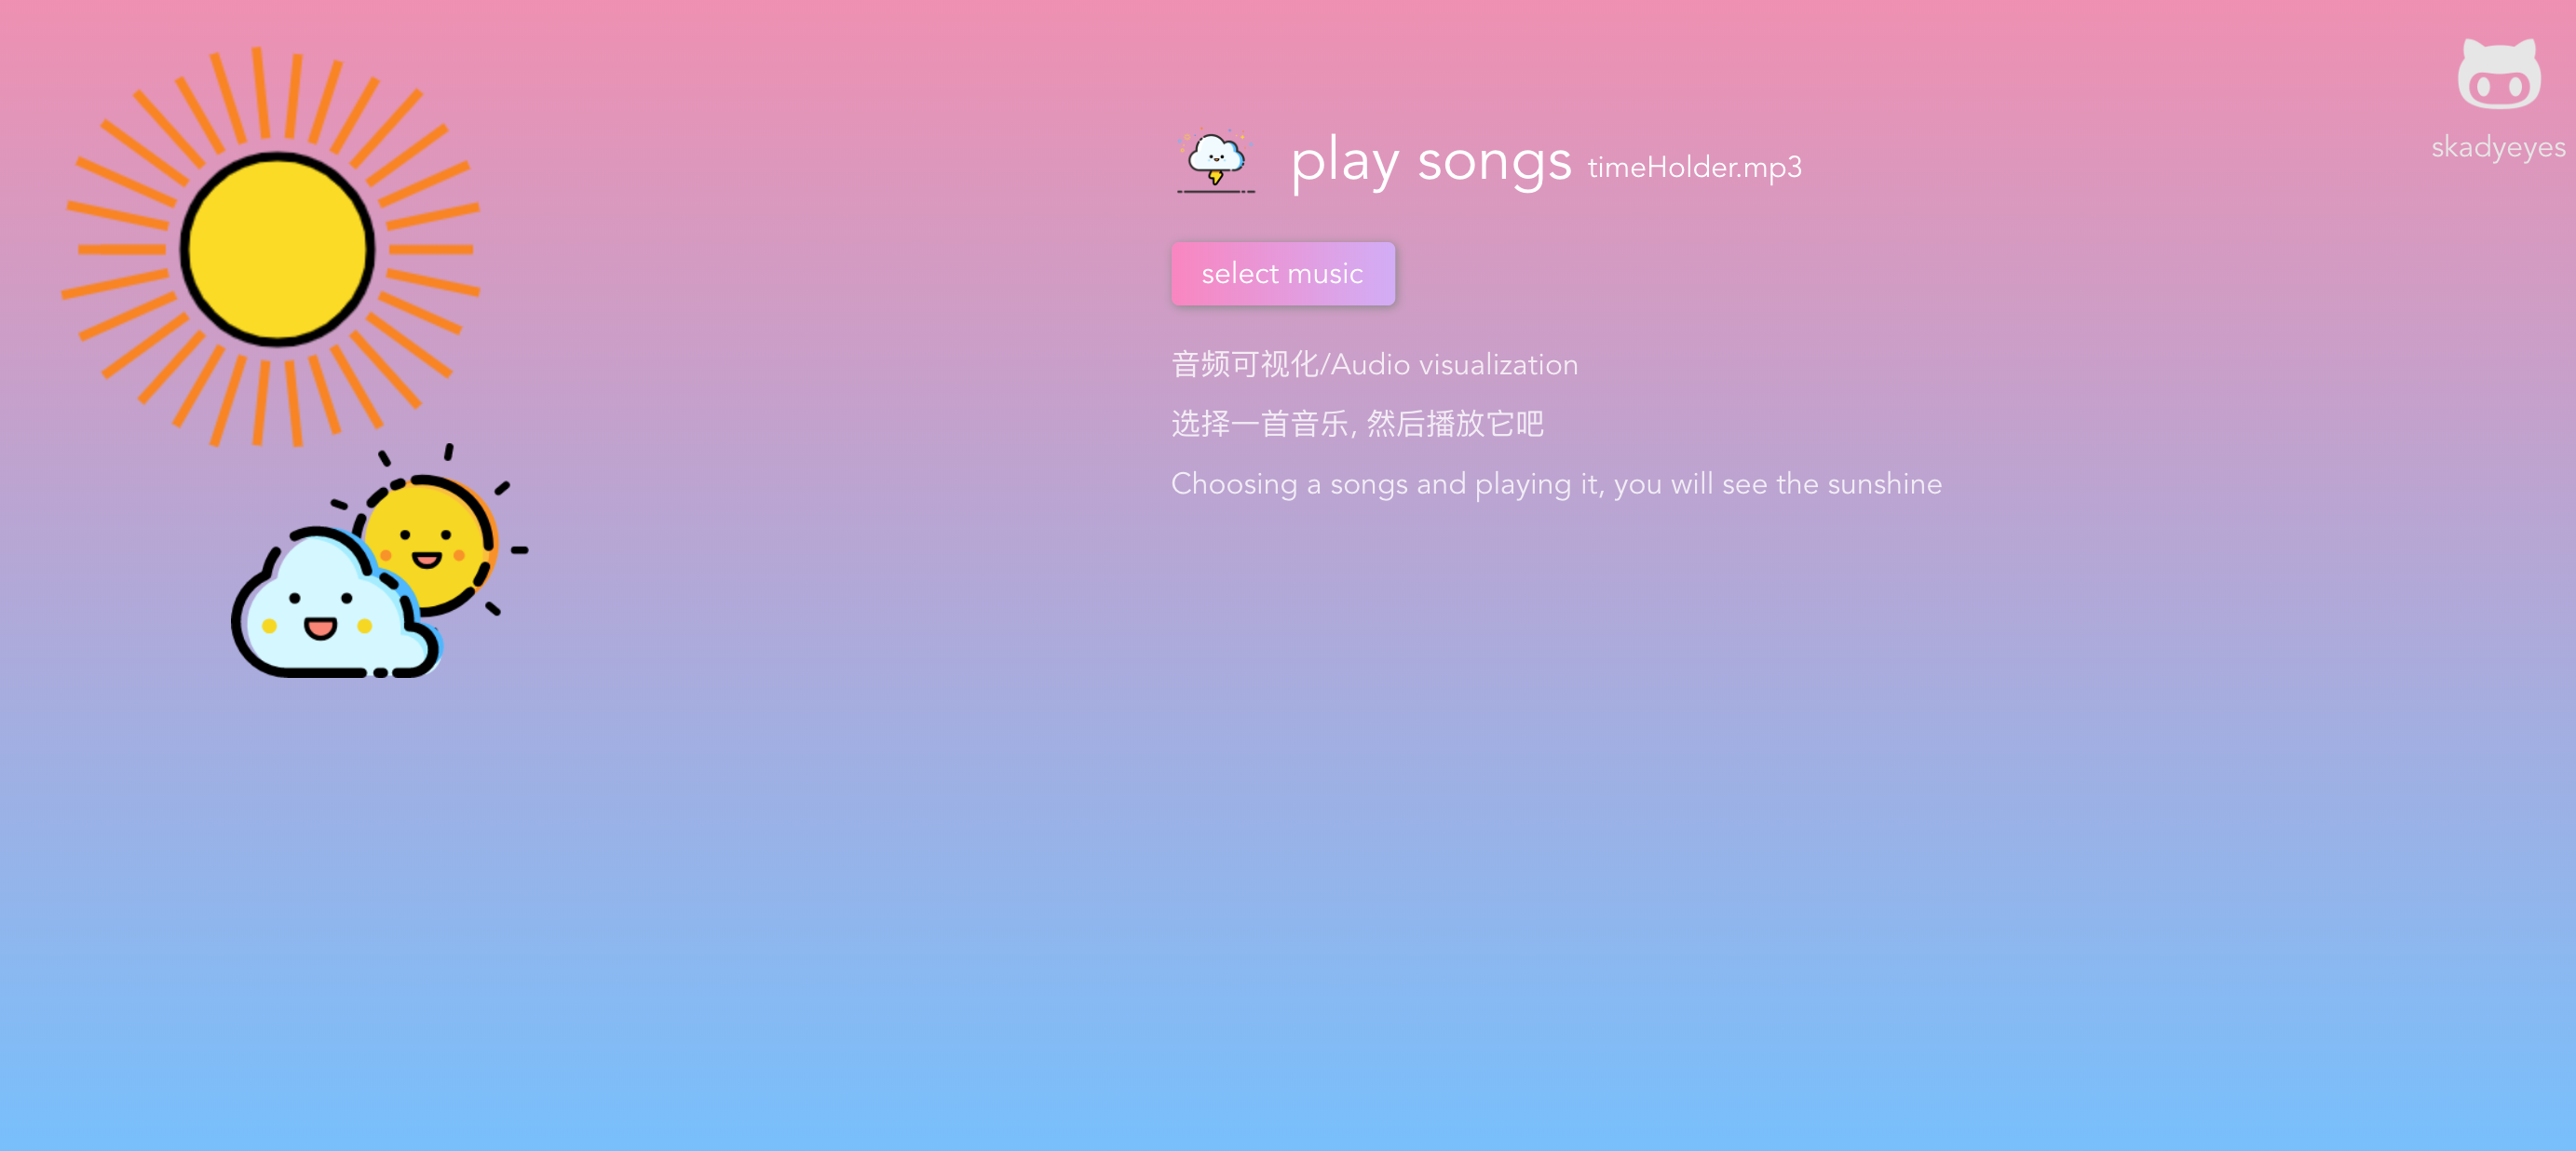 play songs timeHolder.mp3
skadyeyes
select music
音频可视化/Audio visualization
选择一首音乐, 然后播放它吧
Choosing a songs and playing it, you will see the sunshine